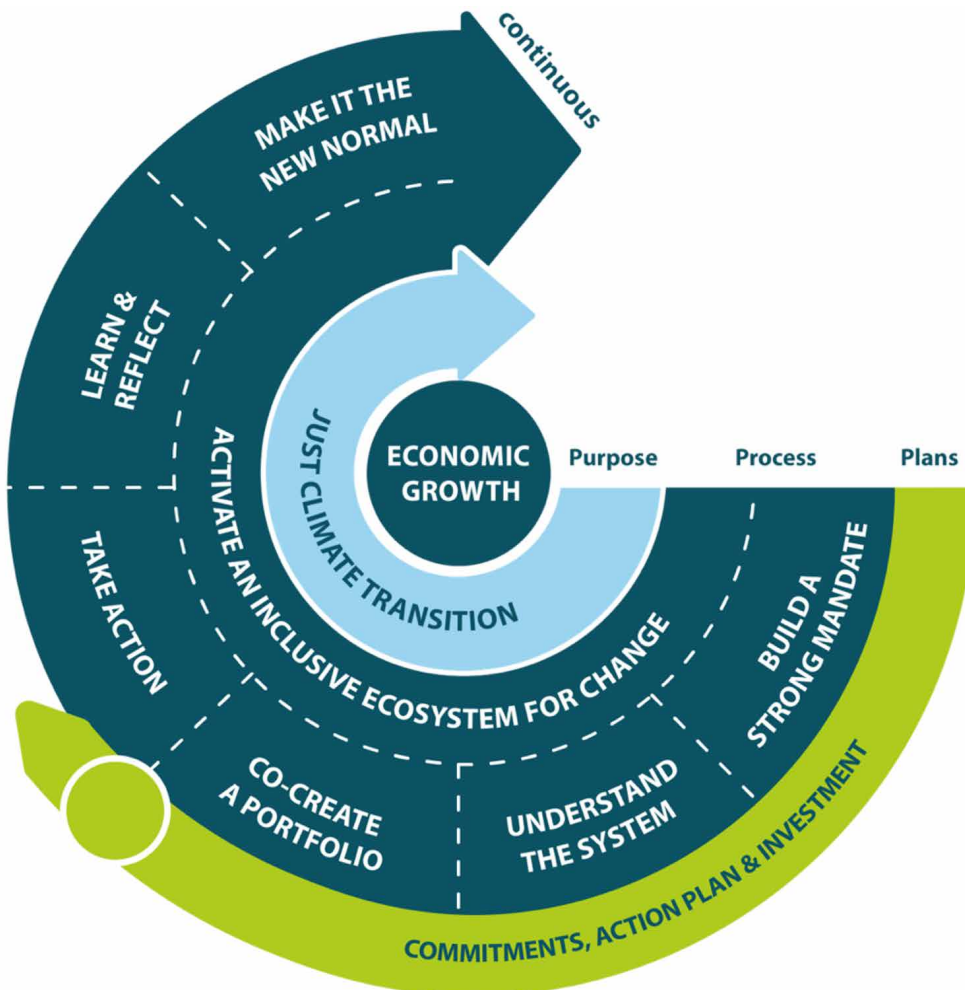 continuous
MAKE IT THE
NEW NORMAL
LEARN &
REFLECT
TAKE ACTION
CO-CREATE
A PORTFOLIO
UNDERSTAND
THE SYSTEM
BUILD A
STRONG MANDATE
ACTIVATE AN INCLUSIVE ECOSYSTEM FOR CHANGE
JUST CLIMATE TRANSITION
ECONOMIC
GROWTH
Purpose
Process
Plans
COMMITMENTS, ACTION PLAN & INVESTMENT